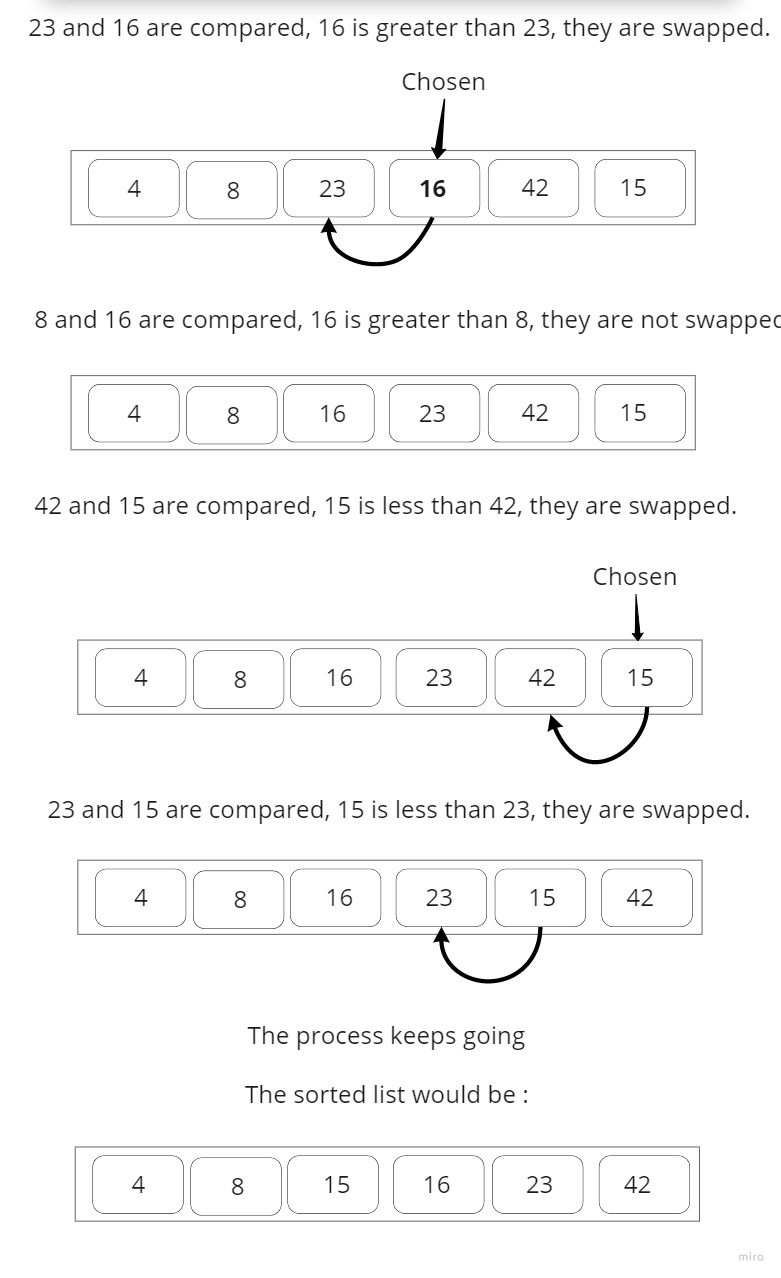 23 and 16 are compared, 16 is greater than 23, they are swapped.
Chosen
4 8 23 16 42 15
8 and 16 are compared, 16 is greater than 8, they are not swapped
4 8 16 23 42 15
42 and 15 are compared, 15 is less than 42, they are swapped.
Chosen
4 8 16 23 42 15
23 and 15 are compared, 15 is less than 23, they are swapped.
4 8 16 23 15 42
The process keeps going
The sorted list would be :
4 8 15 16 23 42
miro